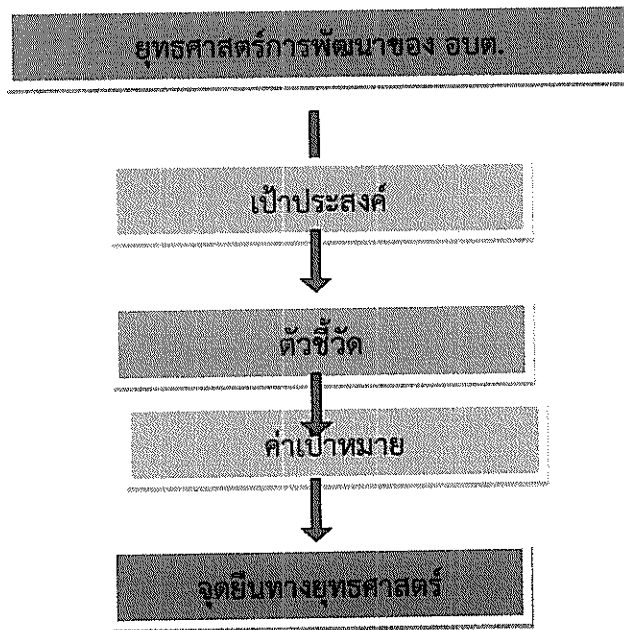 ยุทธศาสตร์การพัฒนาของ อบต.
เป้าประสงค์
ตัวชี้วัด
ค่าเป้าหมาย
จุดยืนทางยุทธศาสตร์